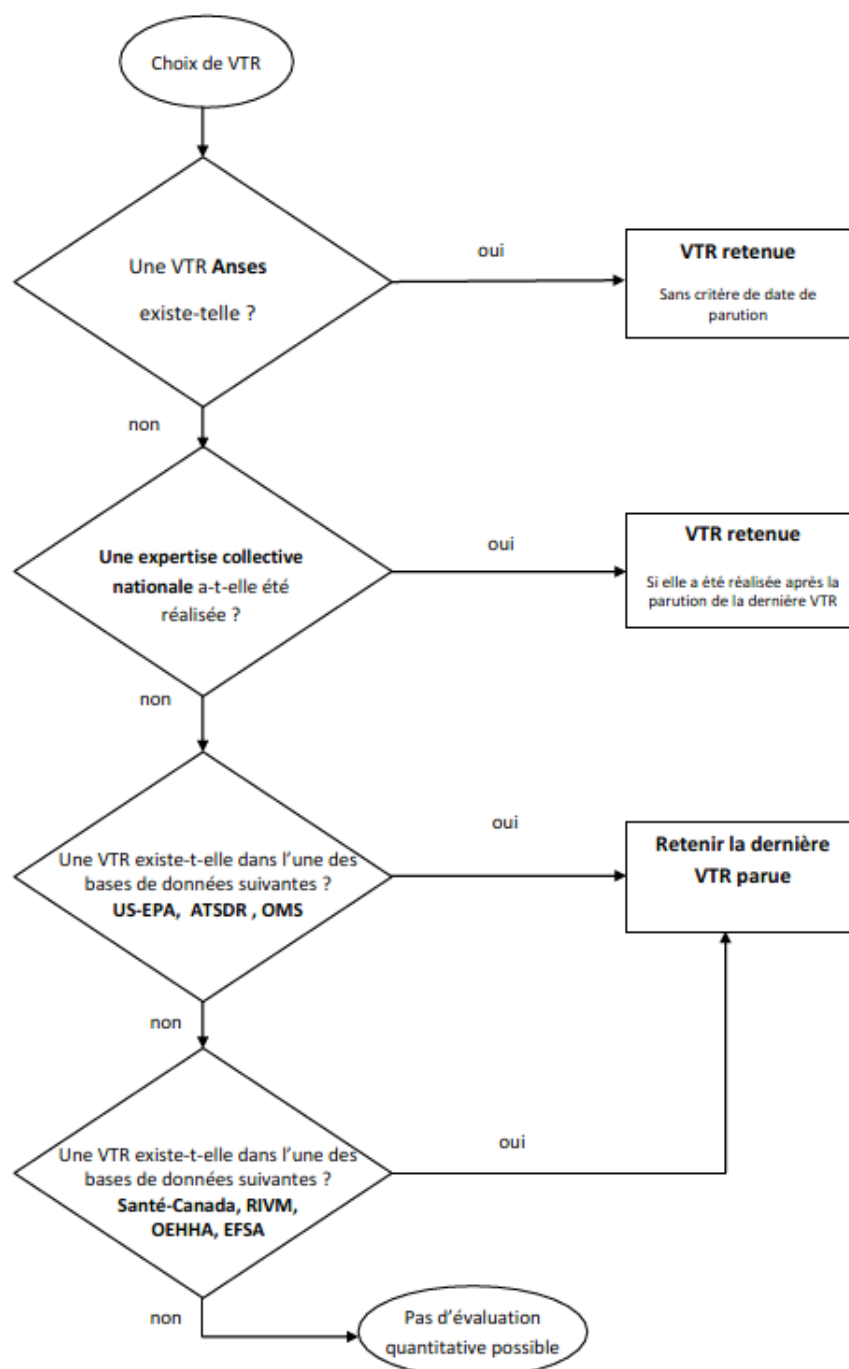 Choix de VTR
Une VTR Anses
existe-telle ?
oui
VTR retenue
Sans critère de date de
parution
non
Une expertise collective
nationale a-t-elle été
réalisée ?
oui
VTR retenue
Si elle a été réalisée après la
parution de la dernière VTR
non
Une VTR existe-t-elle dans l'une des
bases de données suivantes ?
US-EPA, ATSDR , OMS
oui
Retenir la dernière
VTR parue
non
Une VTR existe-t-elle dans l'une des
bases de données suivantes ?
Santé-Canada, RIVM,
OEHHA, EFSA
oui
non
Pas d'évaluation
quantitative possible